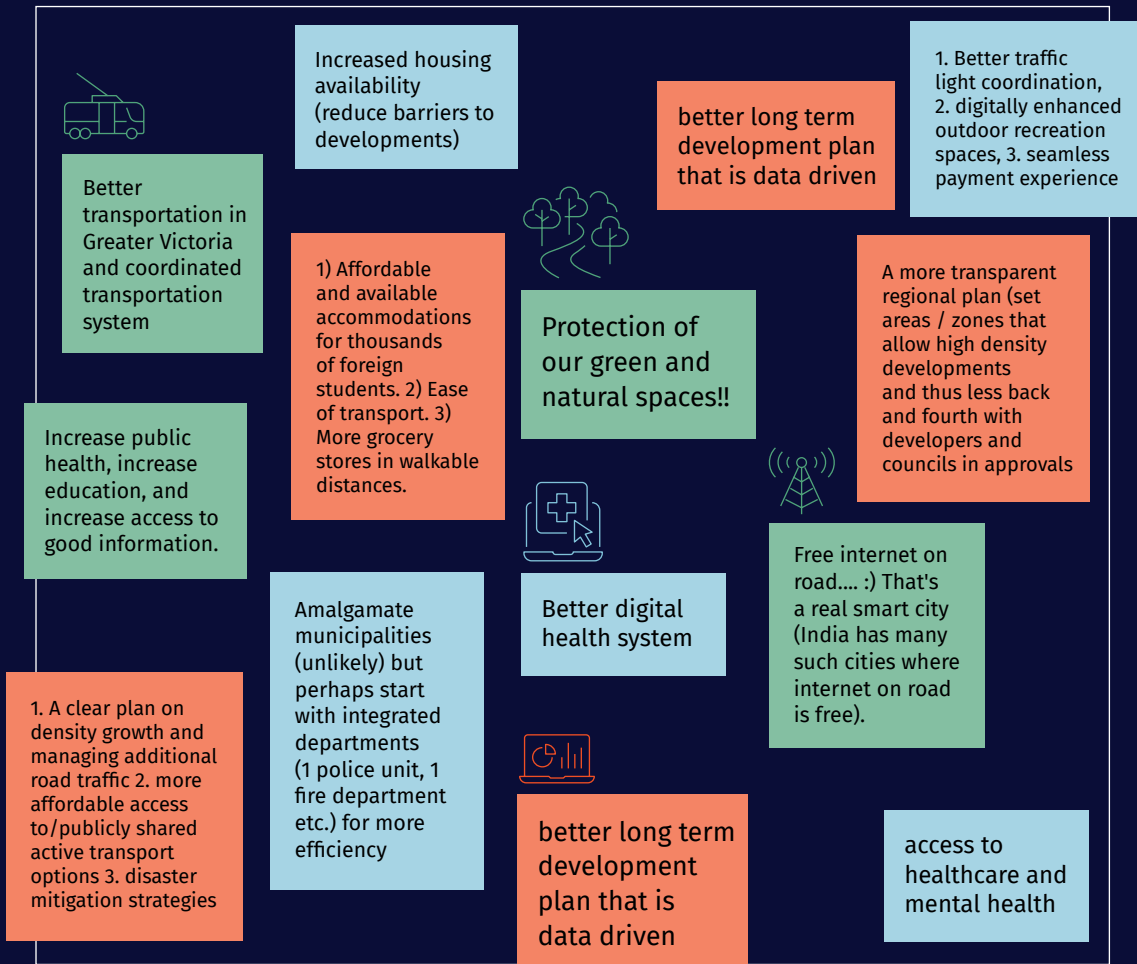 Increased housing
availability
(reduce barriers to
developments)
better long term
development plan
that is data driven
1. Better traffic
light coordination,
2. digitally enhanced
outdoor recreation
spaces, 3. seamless
payment experience
Better
transportation in
Greater Victoria
and coordinated
transportation
system
1) Affordable
and available
accommodations
for thousands
of foreign
students. 2) Ease
of transport. 3)
More grocery
stores in walkable
distances.
Protection of
our green and
natural spaces!!
A more transparent
regional plan (set
areas / zones that
allow high density
developments
and thus less back
and fourth with
developers and
councils in approvals
Increase public
health, increase
education, and
increase access to
good information.
Amalgamate
municipalities
(unlikely) but
perhaps start
with integrated
departments
(1 police unit, 1
fire department
etc.) for more
efficiency
Better digital
health system
Free internet on
road.... :) That's
a real smart city
(India has many
such cities where
internet on road
is free).
1. A clear plan on
density growth and
managing additional
road traffic 2. more
affordable access
to/publicly shared
active transport
options 3. disaster
mitigation strategies
better long term
development
plan that is
data driven
access to
healthcare and
mental health